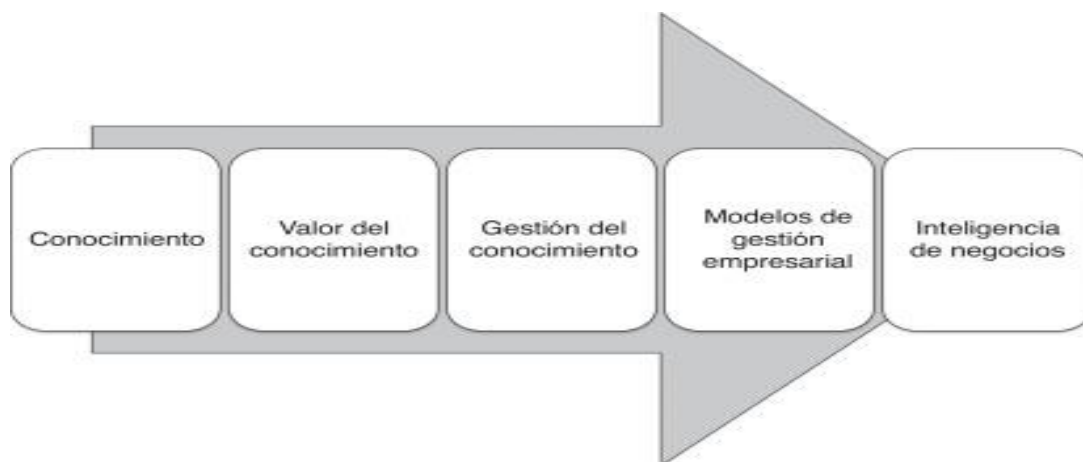 Conocimiento
Valor del
conocimiento
Gestión del
conocimiento
Modelos de
gestión
empresarial
Inteligencia
de negocios